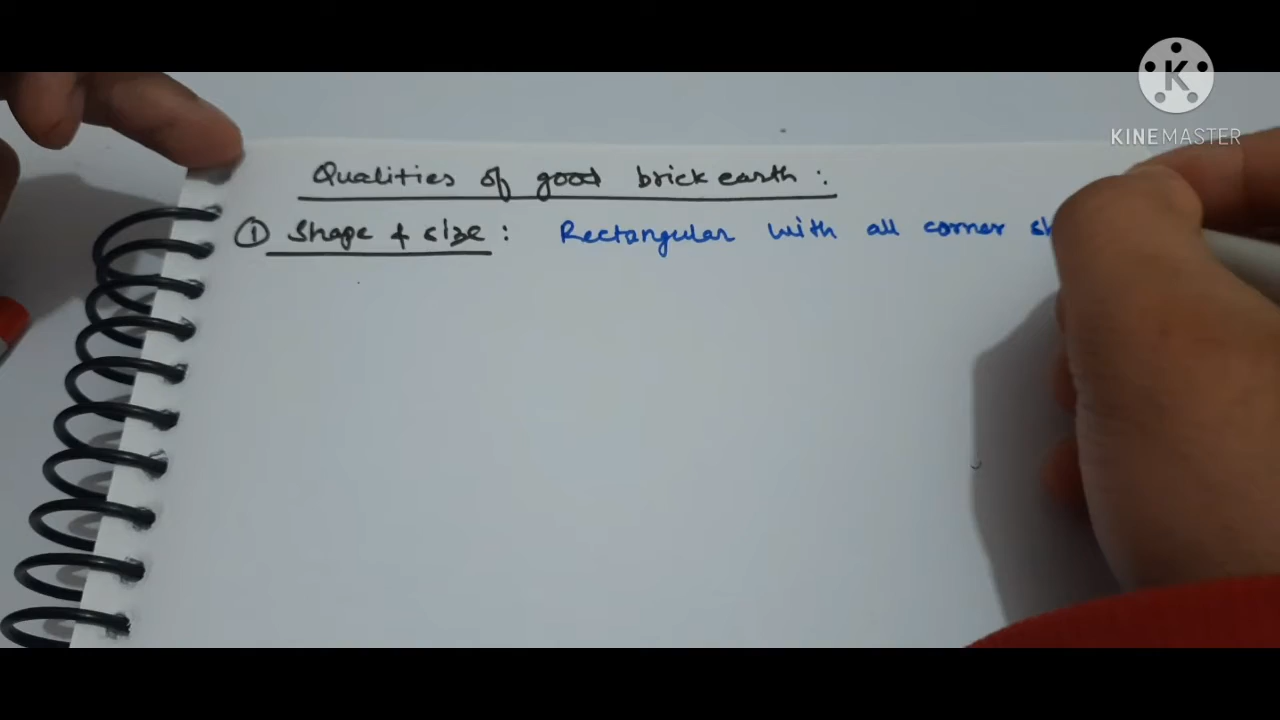 Qualities of good brick earth :
① Shape & size : Rectangular with all corner
K
KINEMASTER